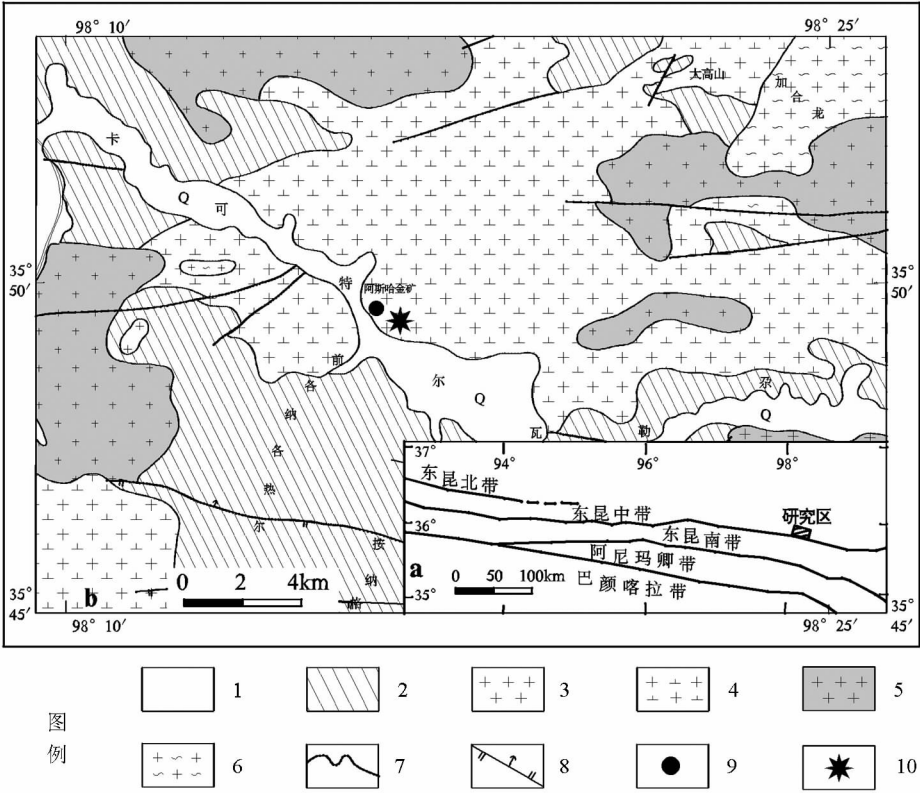 98° 10′
98° 25′
太高山
加合龙
卡
Q
可
35°
50′
特
阿斯哈金矿
35°
50′
前各纳各热尔
尔
Q
尕
Q
瓦
勒
37°
94°
96°
98°
东昆北带
东昆中带
研究区
36°
东昆南带
阿尼玛卿带
a
0 50 100km
巴颜喀拉带
35°
按纳
b
0 2 4km
35°
45′
35°
45′
98° 10′
98° 25′
图例
1
2
3
4
5
6
7
8
9
10